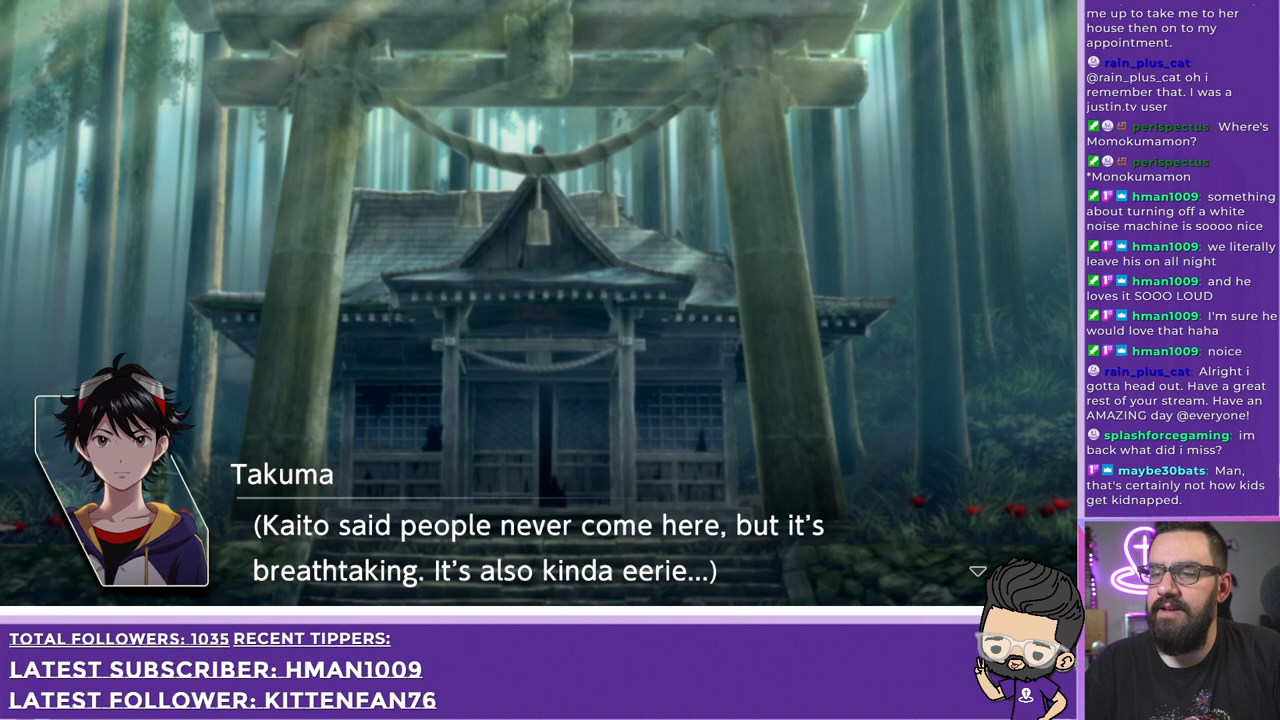 me up to take me to her
house then on to my
appointment.
rain_plus_cat:
@rain_plus_cat oh i
remember that. I was a
justin.tv user
perispectus: Where's
Momokumamon?
perispectus:
*Monokumamon
hman1009: something
about turning off a white
noise machine is soooo nice
hman1009: we literally
leave his on all night
hman1009: and he
loves it SOOO LOUD
hman1009: I'm sure he
would love that haha
hman1009: noice
rain_plus_cat: Alright i
gotta head out. Have a great
rest of your stream. Have an
AMAZING day @everyone!
splashforcegaming: im
back what did i miss?
maybe30bats: Man,
that's certainly not how kids
get kidnapped.
Takuma
(Kaito said people never come here, but it's
breathtaking. It's also kinda eerie...)
TOTAL FOLLOWERS: 1035 RECENT TIPPERS:
LATEST SUBSCRIBER: HMAN1009
LATEST FOLLOWER: KITTENFAN76